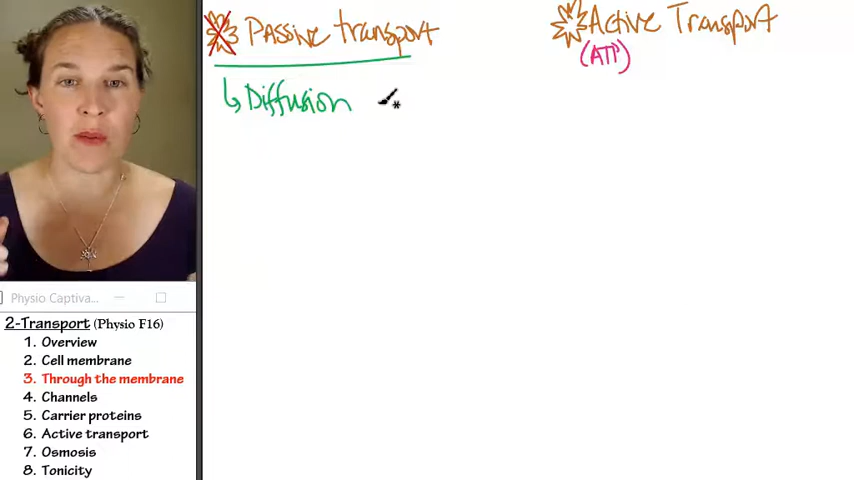 Passive transport
Active Transport
(ATP)
↳ Diffusion
Physio Captiva...
2-Transport (Physio F16)
1. Overview
2. Cell membrane
3. Through the membrane
4. Channels
5. Carrier proteins
6. Active transport
7. Osmosis
8. Tonicity